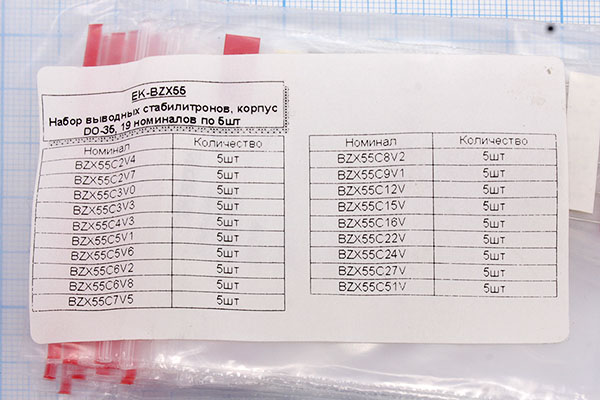 EK-BZX55
Набор выводных стабилитронов, корпус
DO-35, 19 номиналов по 5шт
Номинал Количество
BZX55C2V4 5шт
BZX55C2V7 5шт
BZX55C3V0 5шт
BZX55C3V3 5шт
BZX55C4V3 5шт
BZX55C5V1 5шт
BZX55C5V6 5шт
BZX55C6V2 5шт
BZX55C6V8 5шт
BZX55C7V5 5шт
Номинал Количество
BZX55C8V2 5шт
BZX55C9V1 5шт
BZX55C12V 5шт
BZX55C15V 5шт
BZX55C16V 5шт
BZX55C22V 5шт
BZX55C24V 5шт
BZX55C27V 5шт
BZX55C51V 5шт